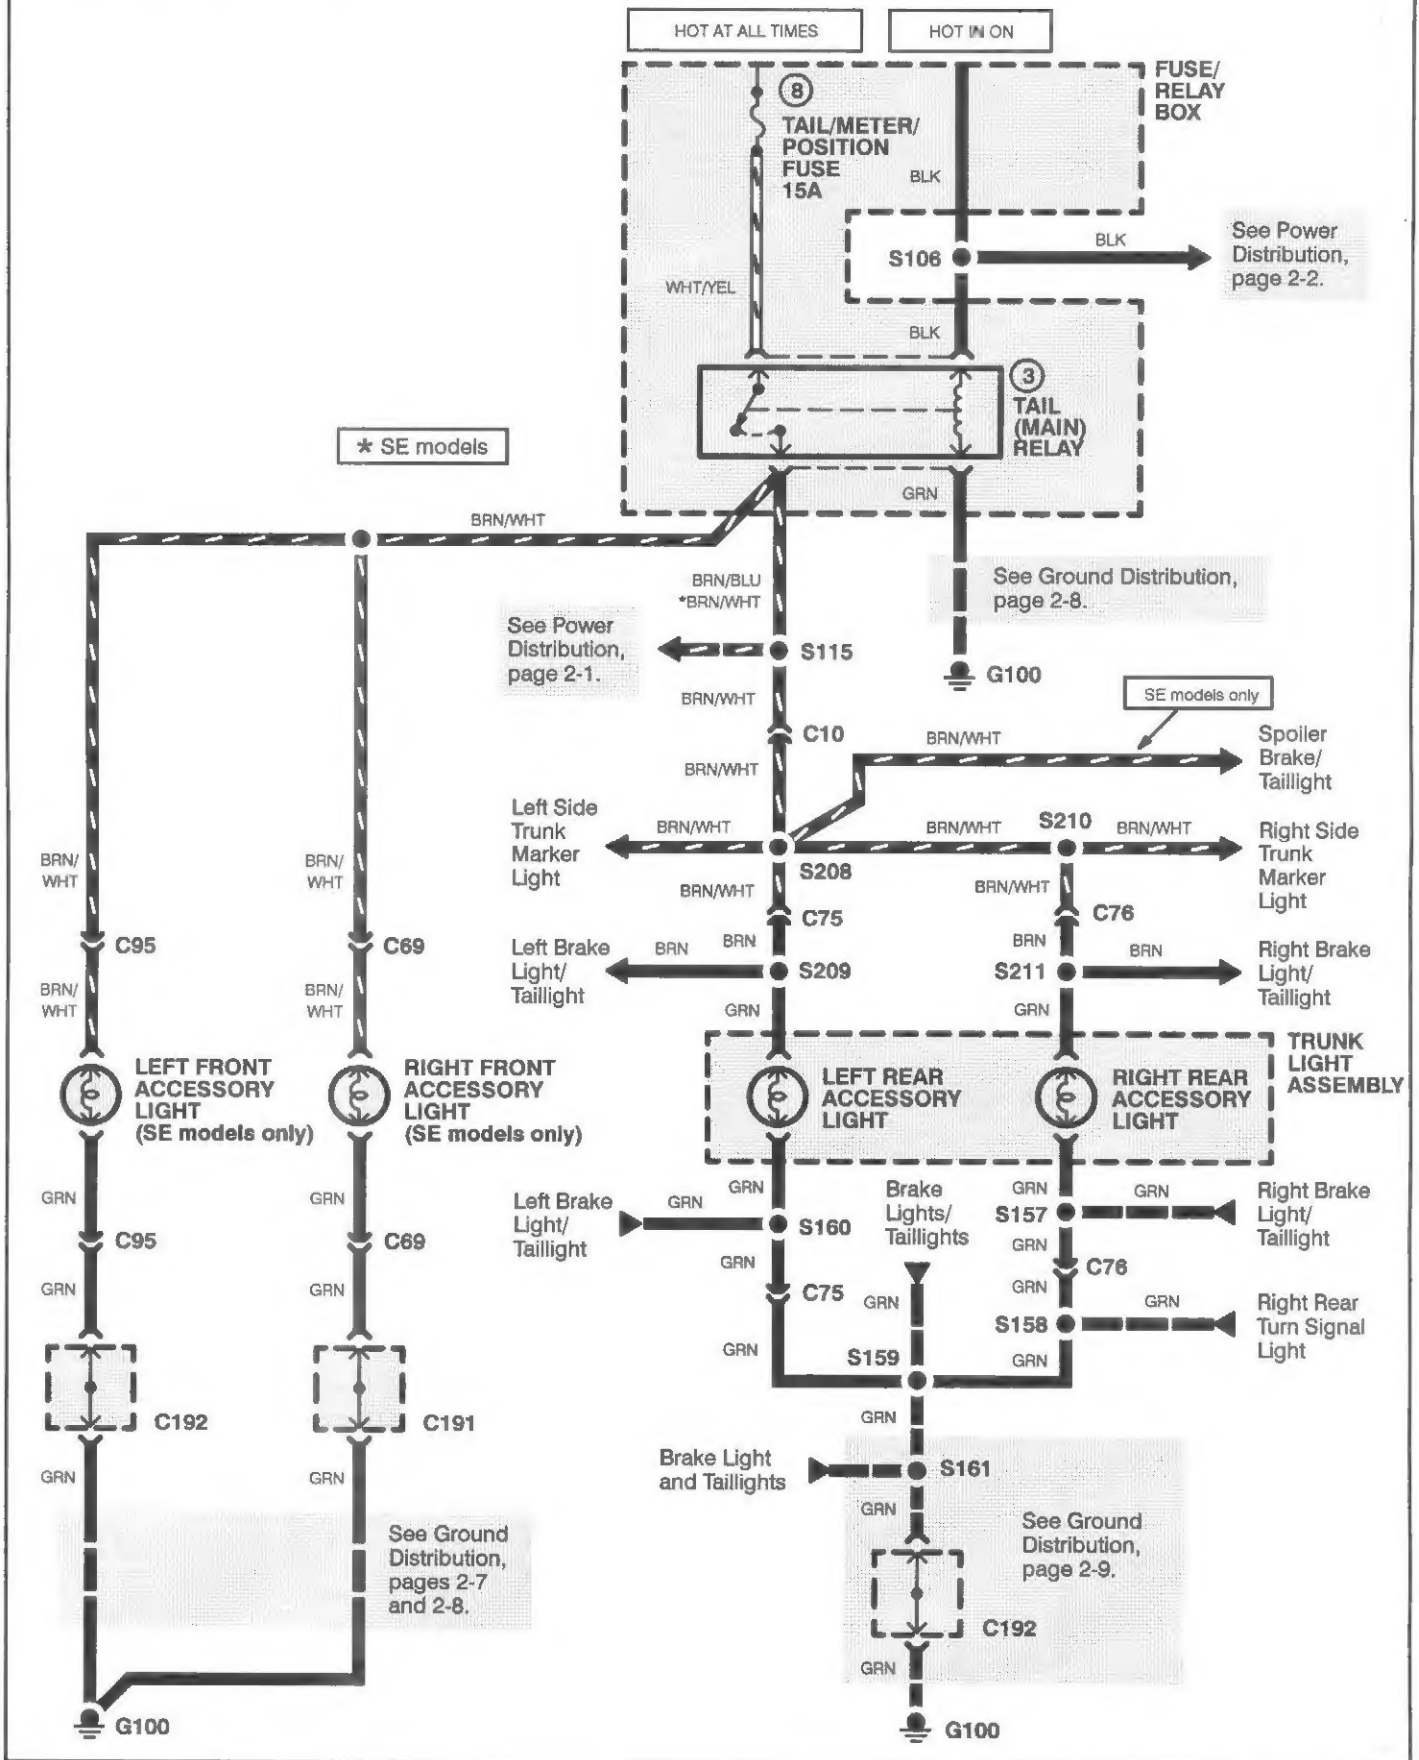 HOT AT ALL TIMES
HOT IN ON
FUSE/
RELAY
BOX
8
TAIL/METER/
POSITION
FUSE
15A
BLK
WHT/YEL
S106
BLK
See Power
Distribution,
page 2-2.
BLK
3
TAIL
(MAIN)
RELAY
* SE models
GRN
BRN/WHT
BRN/BLU
*BRN/WHT
See Ground Distribution,
page 2-8.
See Power
Distribution,
page 2-1.
S115
G100
BRN/WHT
SE models only
C10
BRN/WHT
Spoiler
Brake/
Taillight
BRN/WHT
Left Side
Trunk
Marker
Light
BRN/WHT
BRN/WHT
S210
BRN/WHT
Right Side
Trunk
Marker
Light
S208
BRN/
WHT
BRN/
WHT
BRN/WHT
BRN/WHT
C75
C76
C95
C69
Left Brake
Light/
Taillight
BRN
BRN
S209
BRN
S211
BRN
Right Brake
Light/
Taillight
BRN/
WHT
BRN/
WHT
GRN
GRN
TRUNK
LIGHT
ASSEMBLY
LEFT FRONT
ACCESSORY
LIGHT
(SE models only)
RIGHT FRONT
ACCESSORY
LIGHT
(SE models only)
LEFT REAR
ACCESSORY
LIGHT
RIGHT REAR
ACCESSORY
LIGHT
GRN
GRN
Left Brake
Light/
Taillight
GRN
GRN
S160
Brake
Lights/
Taillights
GRN
S157
GRN
Right Brake
Light/
Taillight
C95
C69
GRN
GRN
C76
GRN
GRN
C75
GRN
GRN
S158
GRN
Right Rear
Turn Signal
Light
GRN
S159
GRN
C192
C191
GRN
GRN
GRN
Brake Light
and Taillights
S161
GRN
See Ground
Distribution,
pages 2-7
and 2-8.
See Ground
Distribution,
page 2-9.
C192
GRN
G100
G100